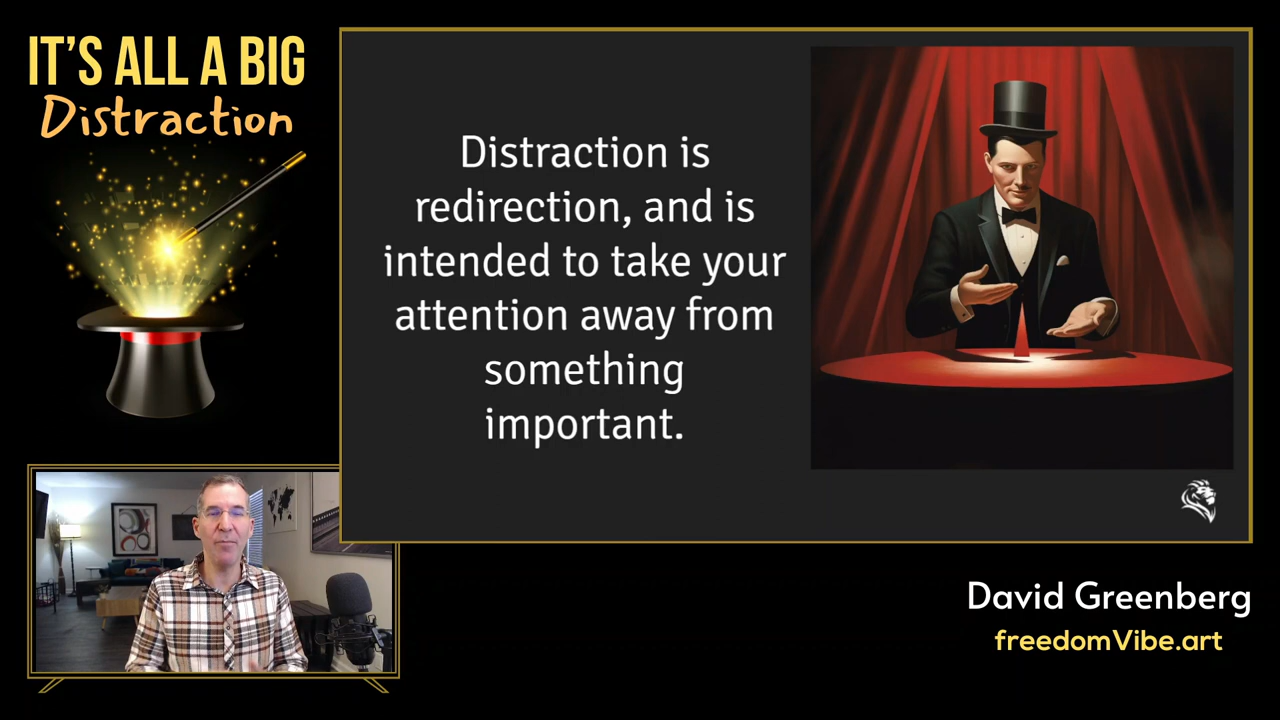 IT'S ALL A BIG
Distraction
Distraction is
redirection, and is
intended to take your
attention away from
something
important.
David Greenberg
freedomVibe.art